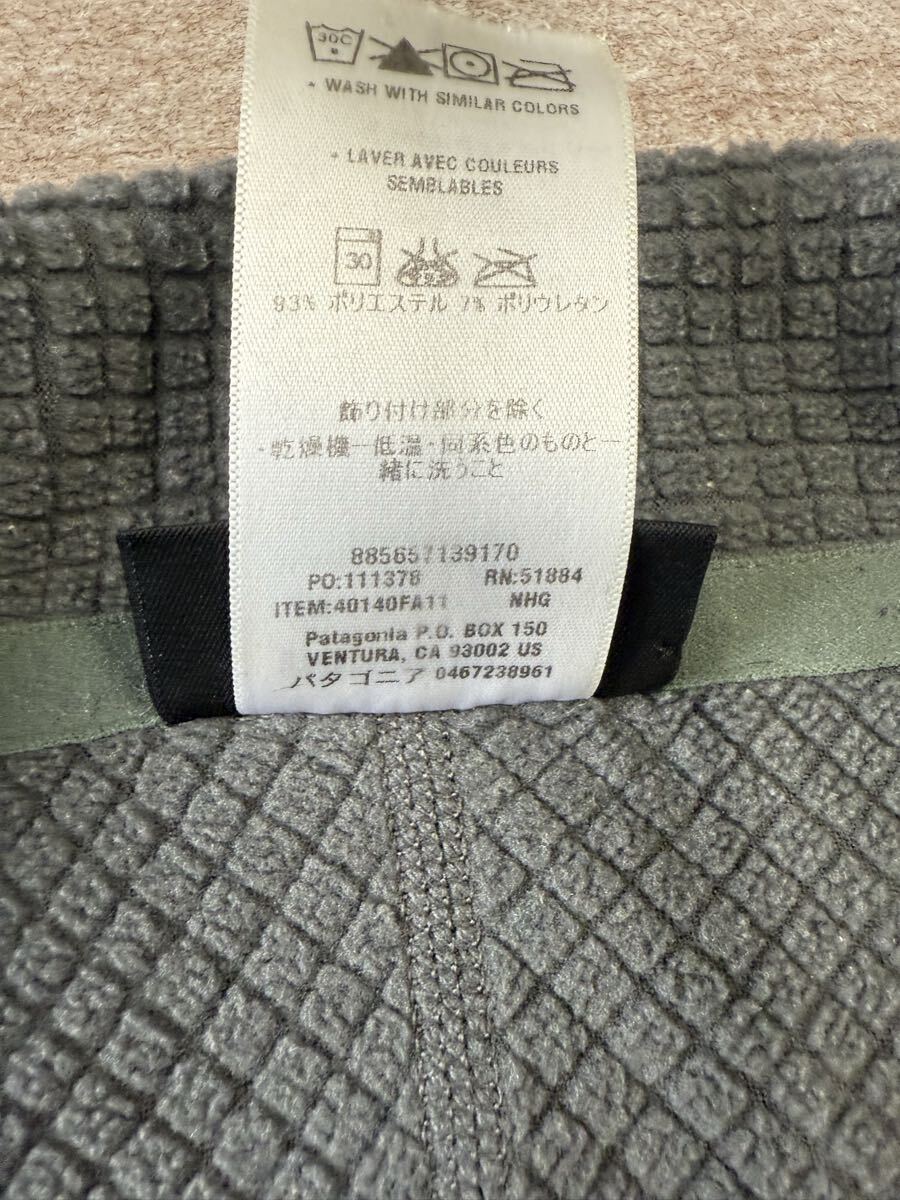 30C
• WASH WITH SIMILAR COLORS
• LAVER AVEC COULEURS
SEMBLABLES
30
93% ポリエステル 7% ポリウレタン
飾り付け部分を除く
・乾燥機一低温・同系色のものと一
緒に洗うこと
885657139170
PO:111378 RN:51884
ITEM:40140FA11 NHG
Patagonia P.O. BOX 150
VENTURA, CA 93002 US
パタゴニア 0467238961